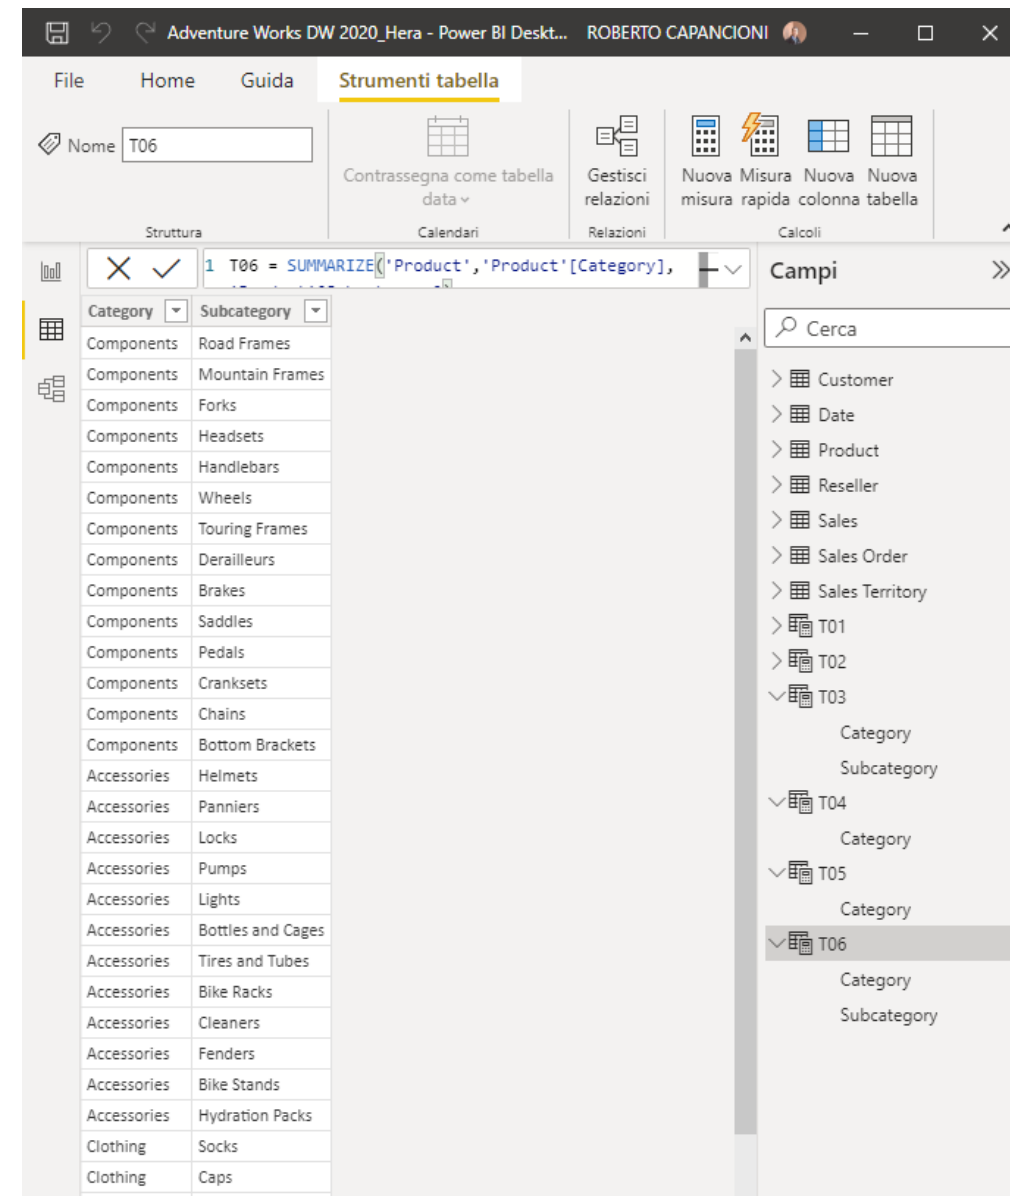 Adventure Works DW 2020_Hera - Power BI Deskt... ROBERTO CAPANCIONI
File Home Guida Strumenti tabella
Nome T06
Contrassegna come tabella data
Gestisci relazioni
Nuova misura
Misura rapida
Nuova colonna
Nuova tabella
Struttura Calendari Relazioni Calcoli
1 T06 = SUMMARIZE('Product','Product'[Category],
Category Subcategory
Components Road Frames
Components Mountain Frames
Components Forks
Components Headsets
Components Handlebars
Components Wheels
Components Touring Frames
Components Derailleurs
Components Brakes
Components Saddles
Components Pedals
Components Cranksets
Components Chains
Components Bottom Brackets
Accessories Helmets
Accessories Panniers
Accessories Locks
Accessories Pumps
Accessories Lights
Accessories Bottles and Cages
Accessories Tires and Tubes
Accessories Bike Racks
Accessories Cleaners
Accessories Fenders
Accessories Bike Stands
Accessories Hydration Packs
Clothing Socks
Clothing Caps
Campi
Cerca
Customer
Date
Product
Reseller
Sales
Sales Order
Sales Territory
T01
T02
T03
Category
Subcategory
T04
Category
T05
Category
T06
Category
Subcategory